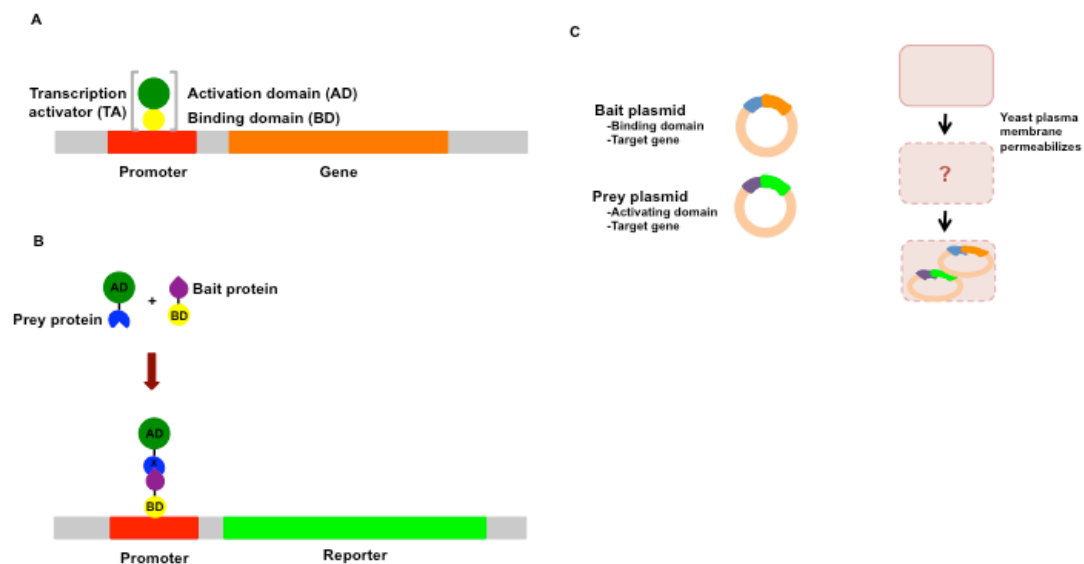 A
Transcription
activator (TA)
Activation domain (AD)
Binding domain (BD)
Promoter
Gene
B
AD
+
BD
Bait protein
Prey protein
AD
x
BD
Promoter
Reporter
C
Bait plasmid
-Binding domain
-Target gene
Prey plasmid
-Activating domain
-Target gene
Yeast plasma
membrane
permeabilizes
?